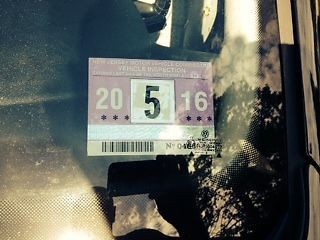 NEW JERSEY MOTOR VEHICLE COMMISSION
VEHICLE INSPECTION
20 5 16
*** ***
Nº